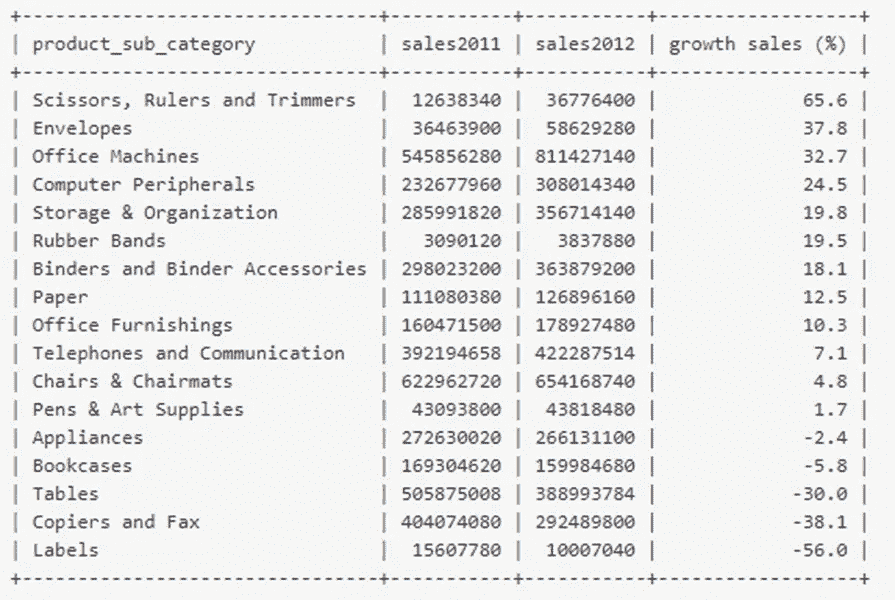 +---------------------------------+-----------+-----------+------------------+
| product_sub_category | sales2011 | sales2012 | growth sales (%) |
+---------------------------------+-----------+-----------+------------------+
| Scissors, Rulers and Trimmers | 12638340 | 36776400 | 65.6 |
| Envelopes | 36463900 | 58629280 | 37.8 |
| Office Machines | 545856280 | 811427140 | 32.7 |
| Computer Peripherals | 232677960 | 308014340 | 24.5 |
| Storage & Organization | 285991820 | 356714140 | 19.8 |
| Rubber Bands | 3090120 | 3837880 | 19.5 |
| Binders and Binder Accessories | 298023200 | 363879200 | 18.1 |
| Paper | 111080380 | 126896160 | 12.5 |
| Office Furnishings | 160471500 | 178927480 | 10.3 |
| Telephones and Communication | 392194658 | 422287514 | 7.1 |
| Chairs & Chairmats | 622962720 | 654168740 | 4.8 |
| Pens & Art Supplies | 43093800 | 43818480 | 1.7 |
| Appliances | 272630020 | 266131100 | -2.4 |
| Bookcases | 169304620 | 159984680 | -5.8 |
| Tables | 505875008 | 388993784 | -30.0 |
| Copiers and Fax | 404074080 | 292489800 | -38.1 |
| Labels | 15607780 | 10007040 | -56.0 |
+---------------------------------+-----------+-----------+------------------+